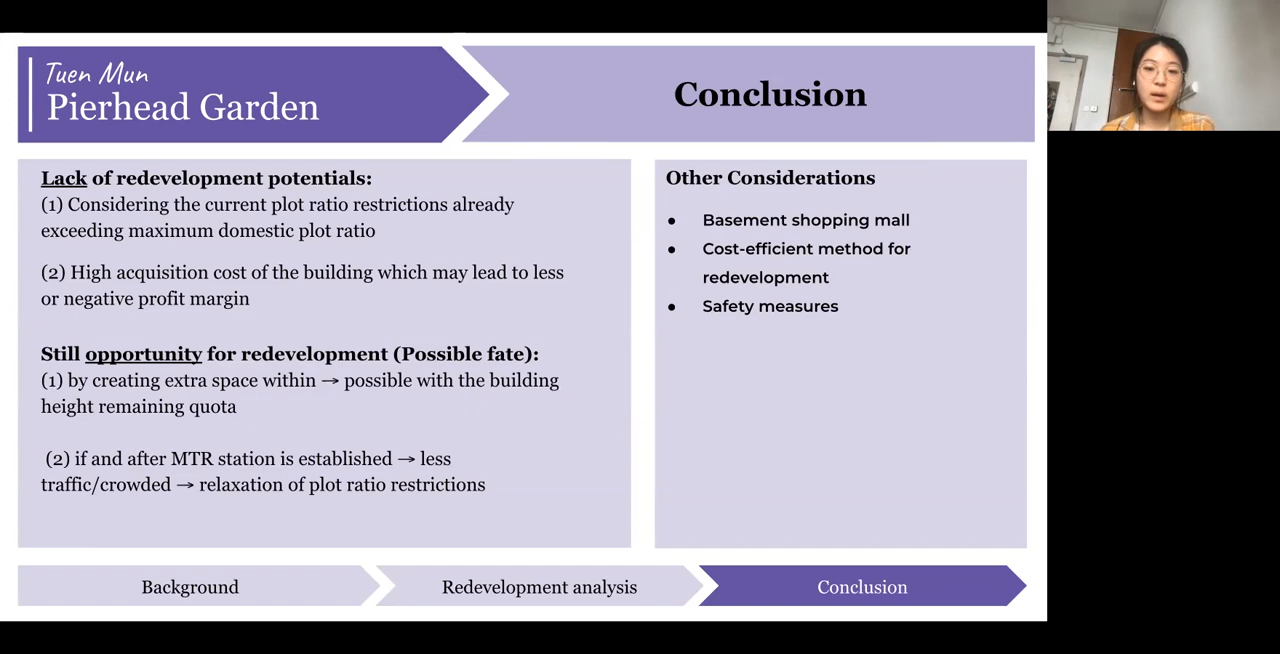 Tuen Mun
Pierhead Garden
Conclusion
Lack of redevelopment potentials:
(1) Considering the current plot ratio restrictions already
exceeding maximum domestic plot ratio
(2) High acquisition cost of the building which may lead to less
or negative profit margin
Still opportunity for redevelopment (Possible fate):
(1) by creating extra space within → possible with the building
height remaining quota
(2) if and after MTR station is established → less
traffic/crowded → relaxation of plot ratio restrictions
Other Considerations
● Basement shopping mall
● Cost-efficient method for
redevelopment
● Safety measures
Background
Redevelopment analysis
Conclusion